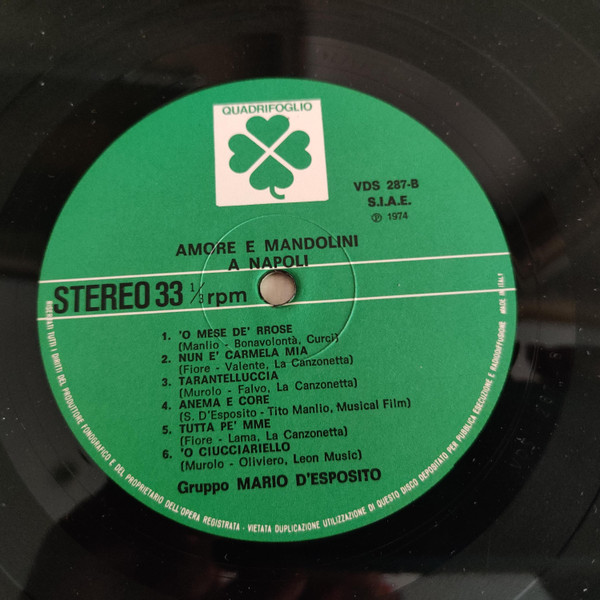 QUADRIFOGLIO
VDS 287-B
S.I.A.E.
Ⓟ 1974
AMORE E MANDOLINI
A NAPOLI
STEREO 33 1/3 rpm
1. 'O MESE DE' RROSE
(Manlio - Bonavolontà, Curci)
2. NUN E' CARMELA MIA
(Fiore - Valente, La Canzonetta)
3. TARANTELLUCCIA
(Murolo - Falvo, La Canzonetta)
4. ANEMA E CORE
(S. D'Esposito - Tito Manlio, Musical Film)
5. TUTTA PE' MME
(Fiore - Lama, La Canzonetta)
6. 'O CIUCCIARIELLO
(Murolo - Oliviero, Leon Music)
Gruppo MARIO D'ESPOSITO
RISERVATI TUTTI I DIRITTI DEL PRODUTTORE FONOGRAFICO E DEL PROPRIETARIO DELL'OPERA REGISTRATA - VIETATA DUPLICAZIONE UTILIZZAZIONE DI QUESTO DISCO DEPOSITATO PER PUBBLICA ESECUZIONE E RADIODIFFUSIONE MADE IN ITALY